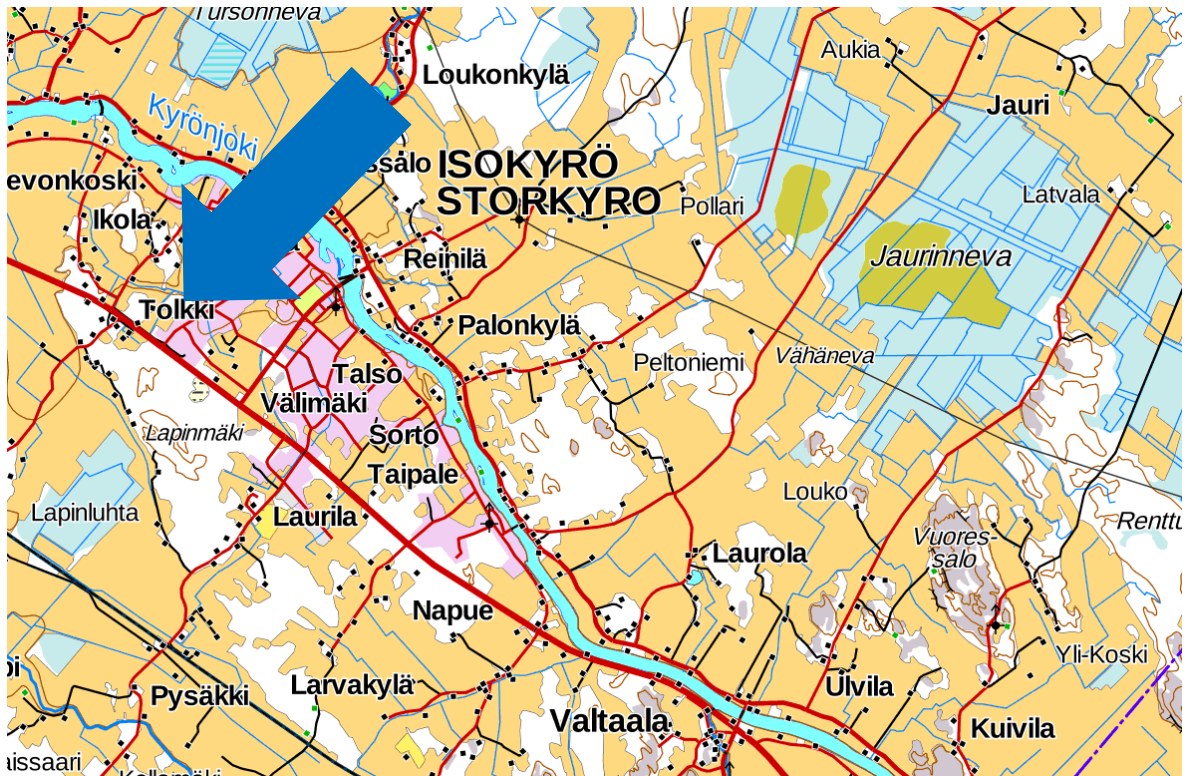 Tursonneva
Loukonkylä
Aukia
Jauri
Kyrönjoki
ISOKYRÖ
STORKYRO
Ikola
Pollari
Latvala
Reinilä
Jaurinneva
Tolkki
Palonkylä
Peltoniemi
Vähäneva
Talso
Välimäki
Lapinmäki
Sorto
Taipale
Lapinluhta
Laurila
Louko
Vuores-
salo
Laurola
Napue
Yli-Koski
Pysäkki
Larvakylä
Ulvila
Valtaala
Kuivila